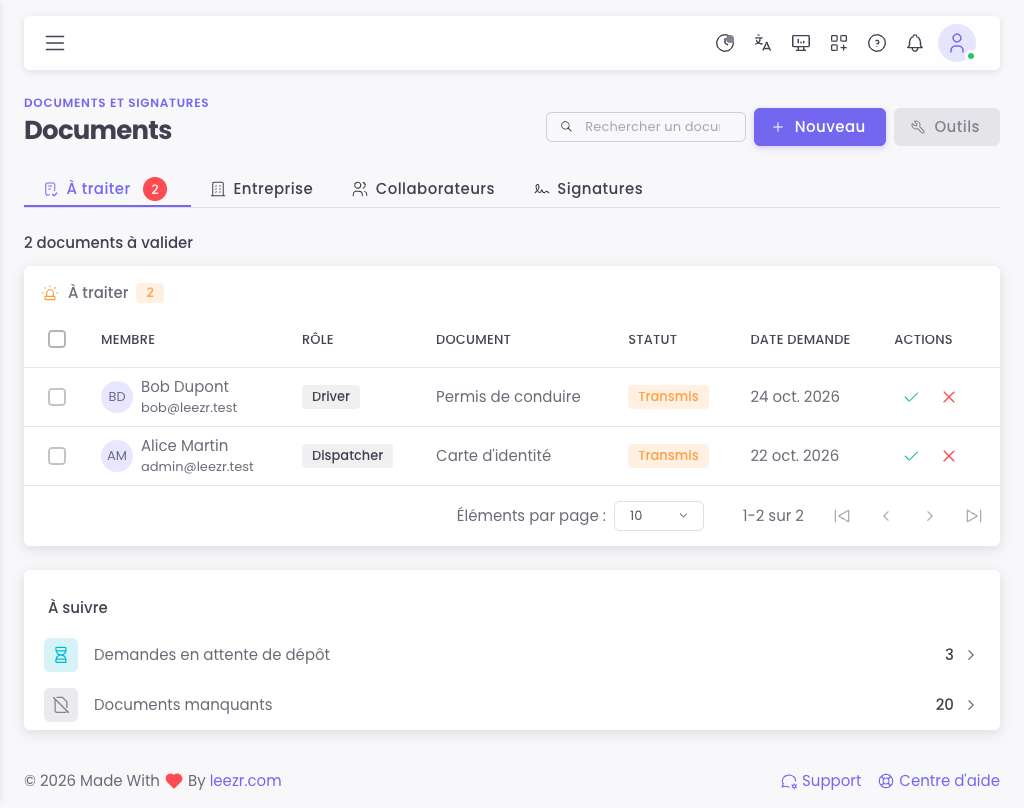 DOCUMENTS ET SIGNATURES
Documents
Rechercher un docu
Nouveau
Outils
À traiter 2
Entreprise
Collaborateurs
Signatures
2 documents à valider
À traiter 2
MEMBRE RÔLE DOCUMENT STATUT DATE DEMANDE ACTIONS
BD Bob Dupont bob@leezr.test Driver Permis de conduire Transmis 24 oct. 2026
AM Alice Martin admin@leezr.test Dispatcher Carte d'identité Transmis 22 oct. 2026
Éléments par page : 10 1-2 sur 2
À suivre
Demandes en attente de dépôt 3
Documents manquants 20
© 2026 Made With By leezr.com Support Centre d'aide